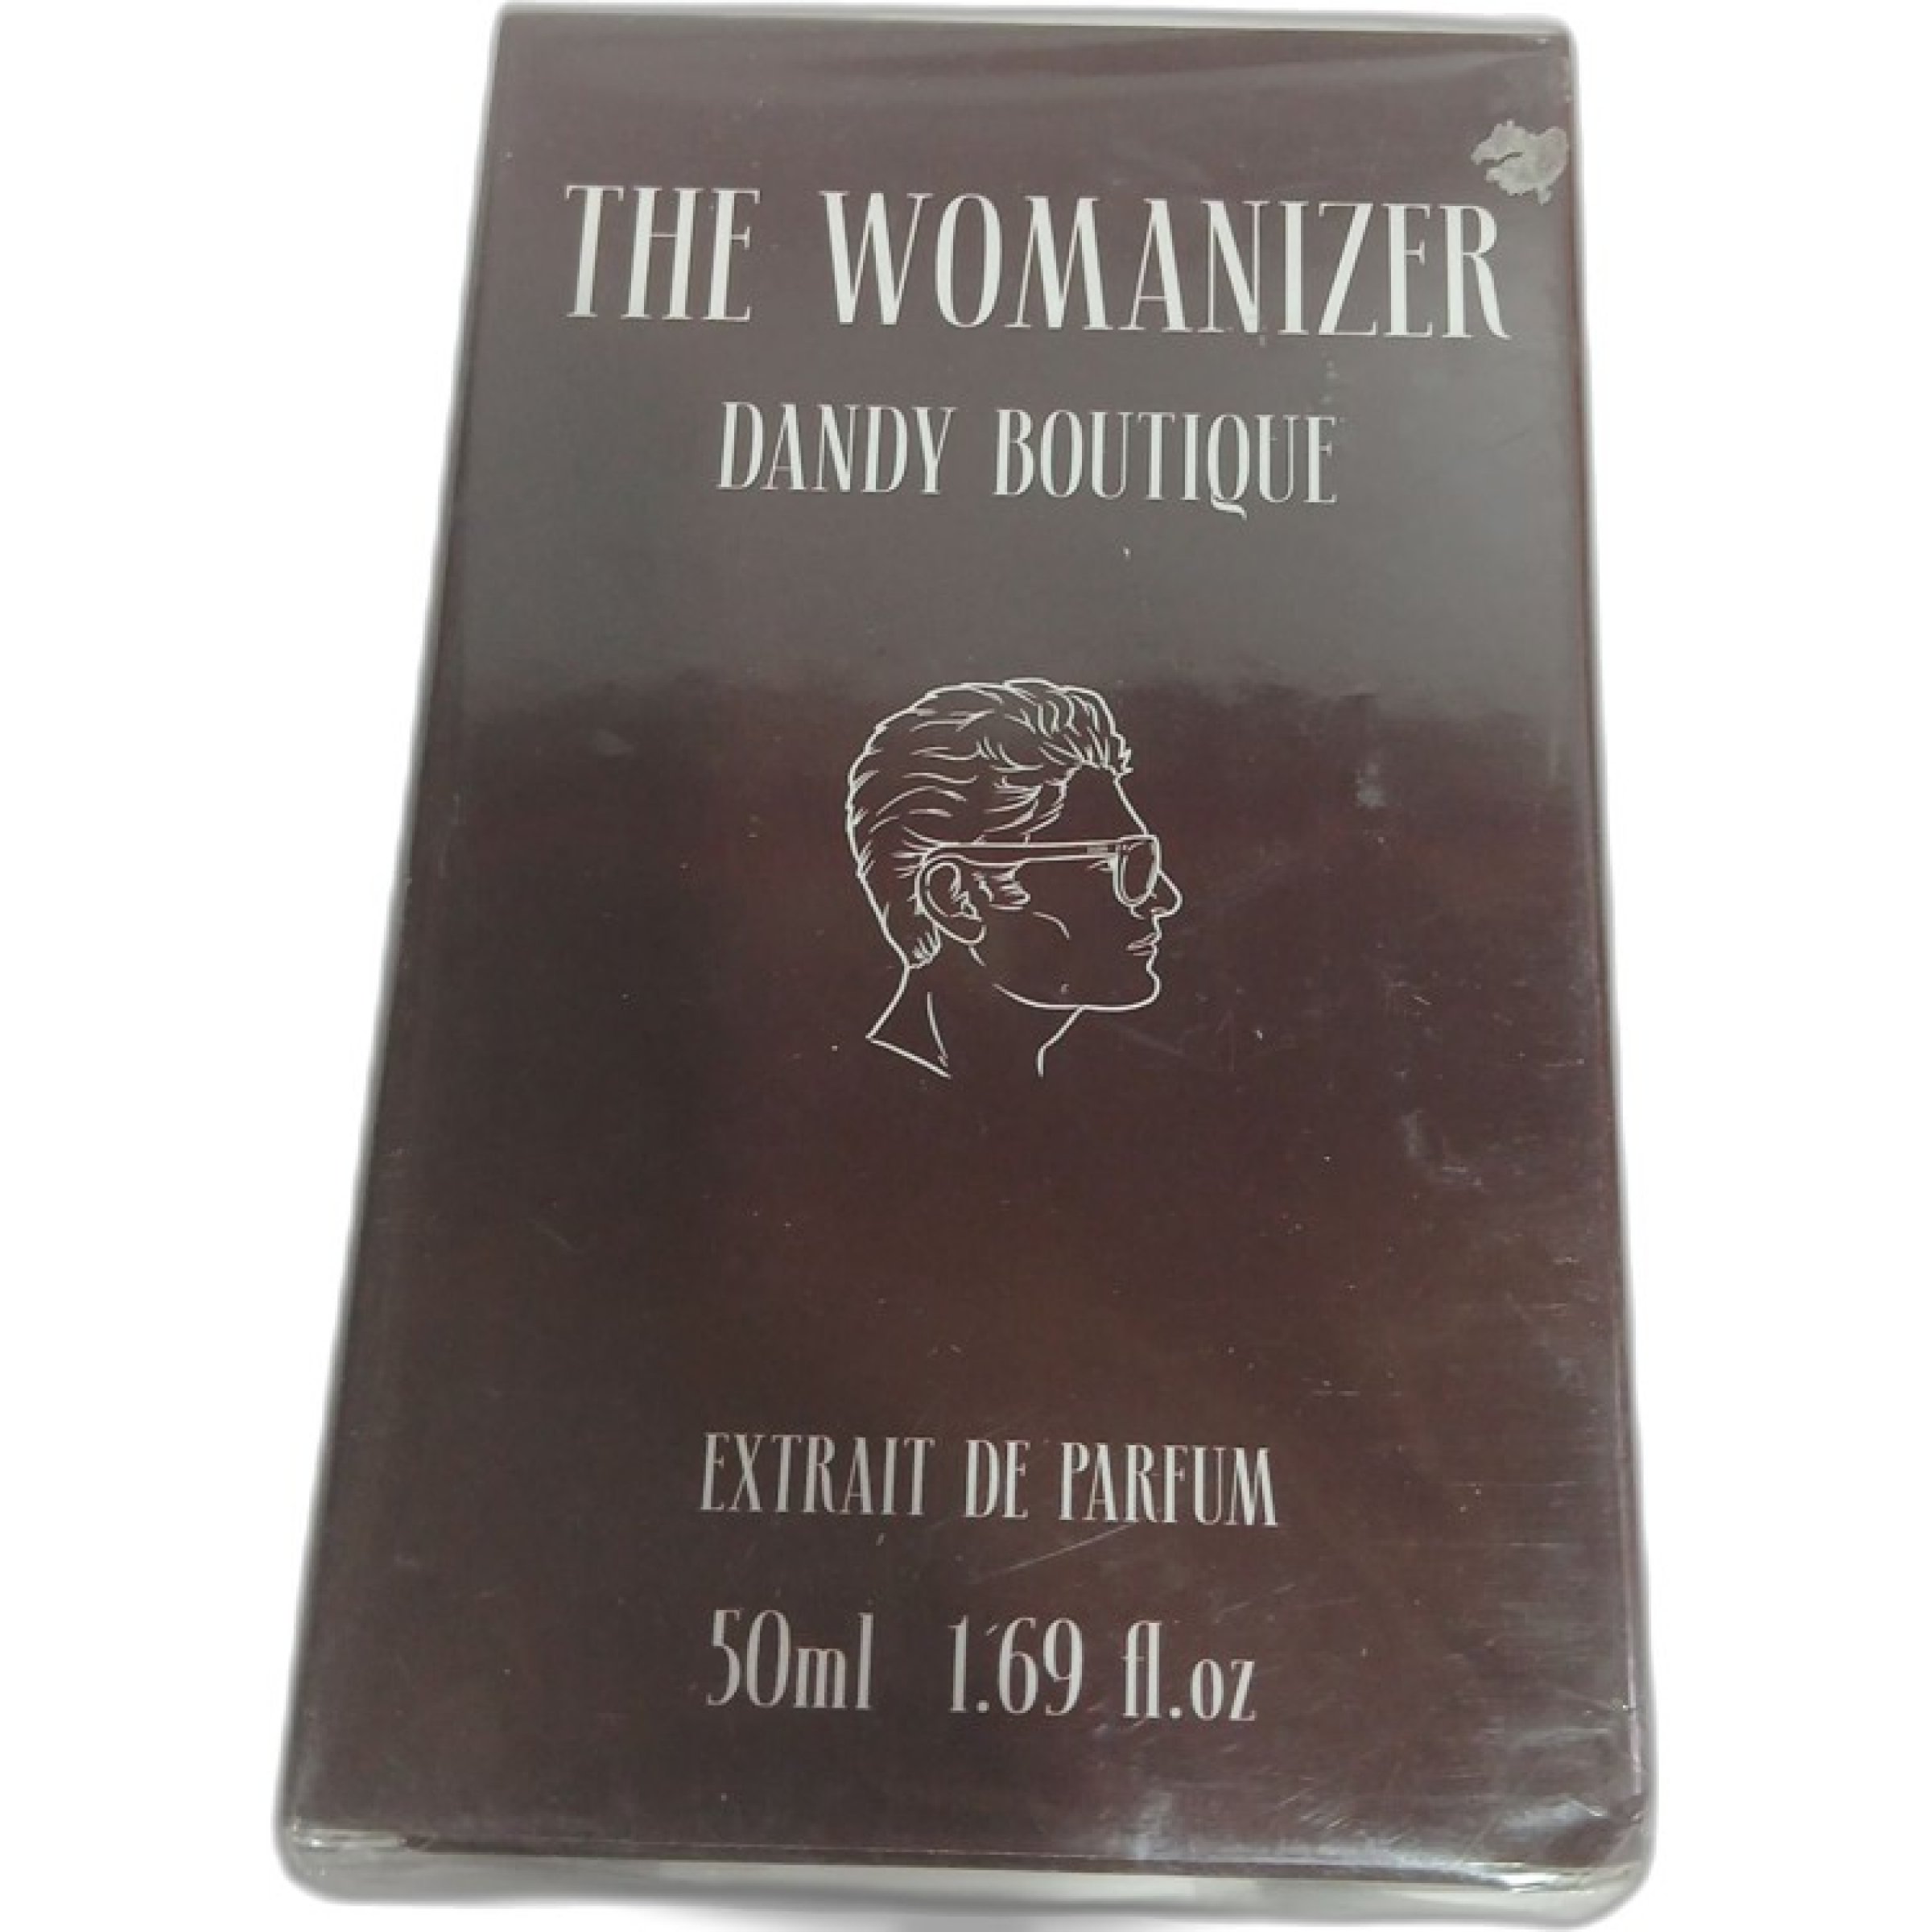 THE WOMANIZER
DANDY BOUTIQUE
EXTRAIT DE PARFUM
50ml 1.69 fl.oz